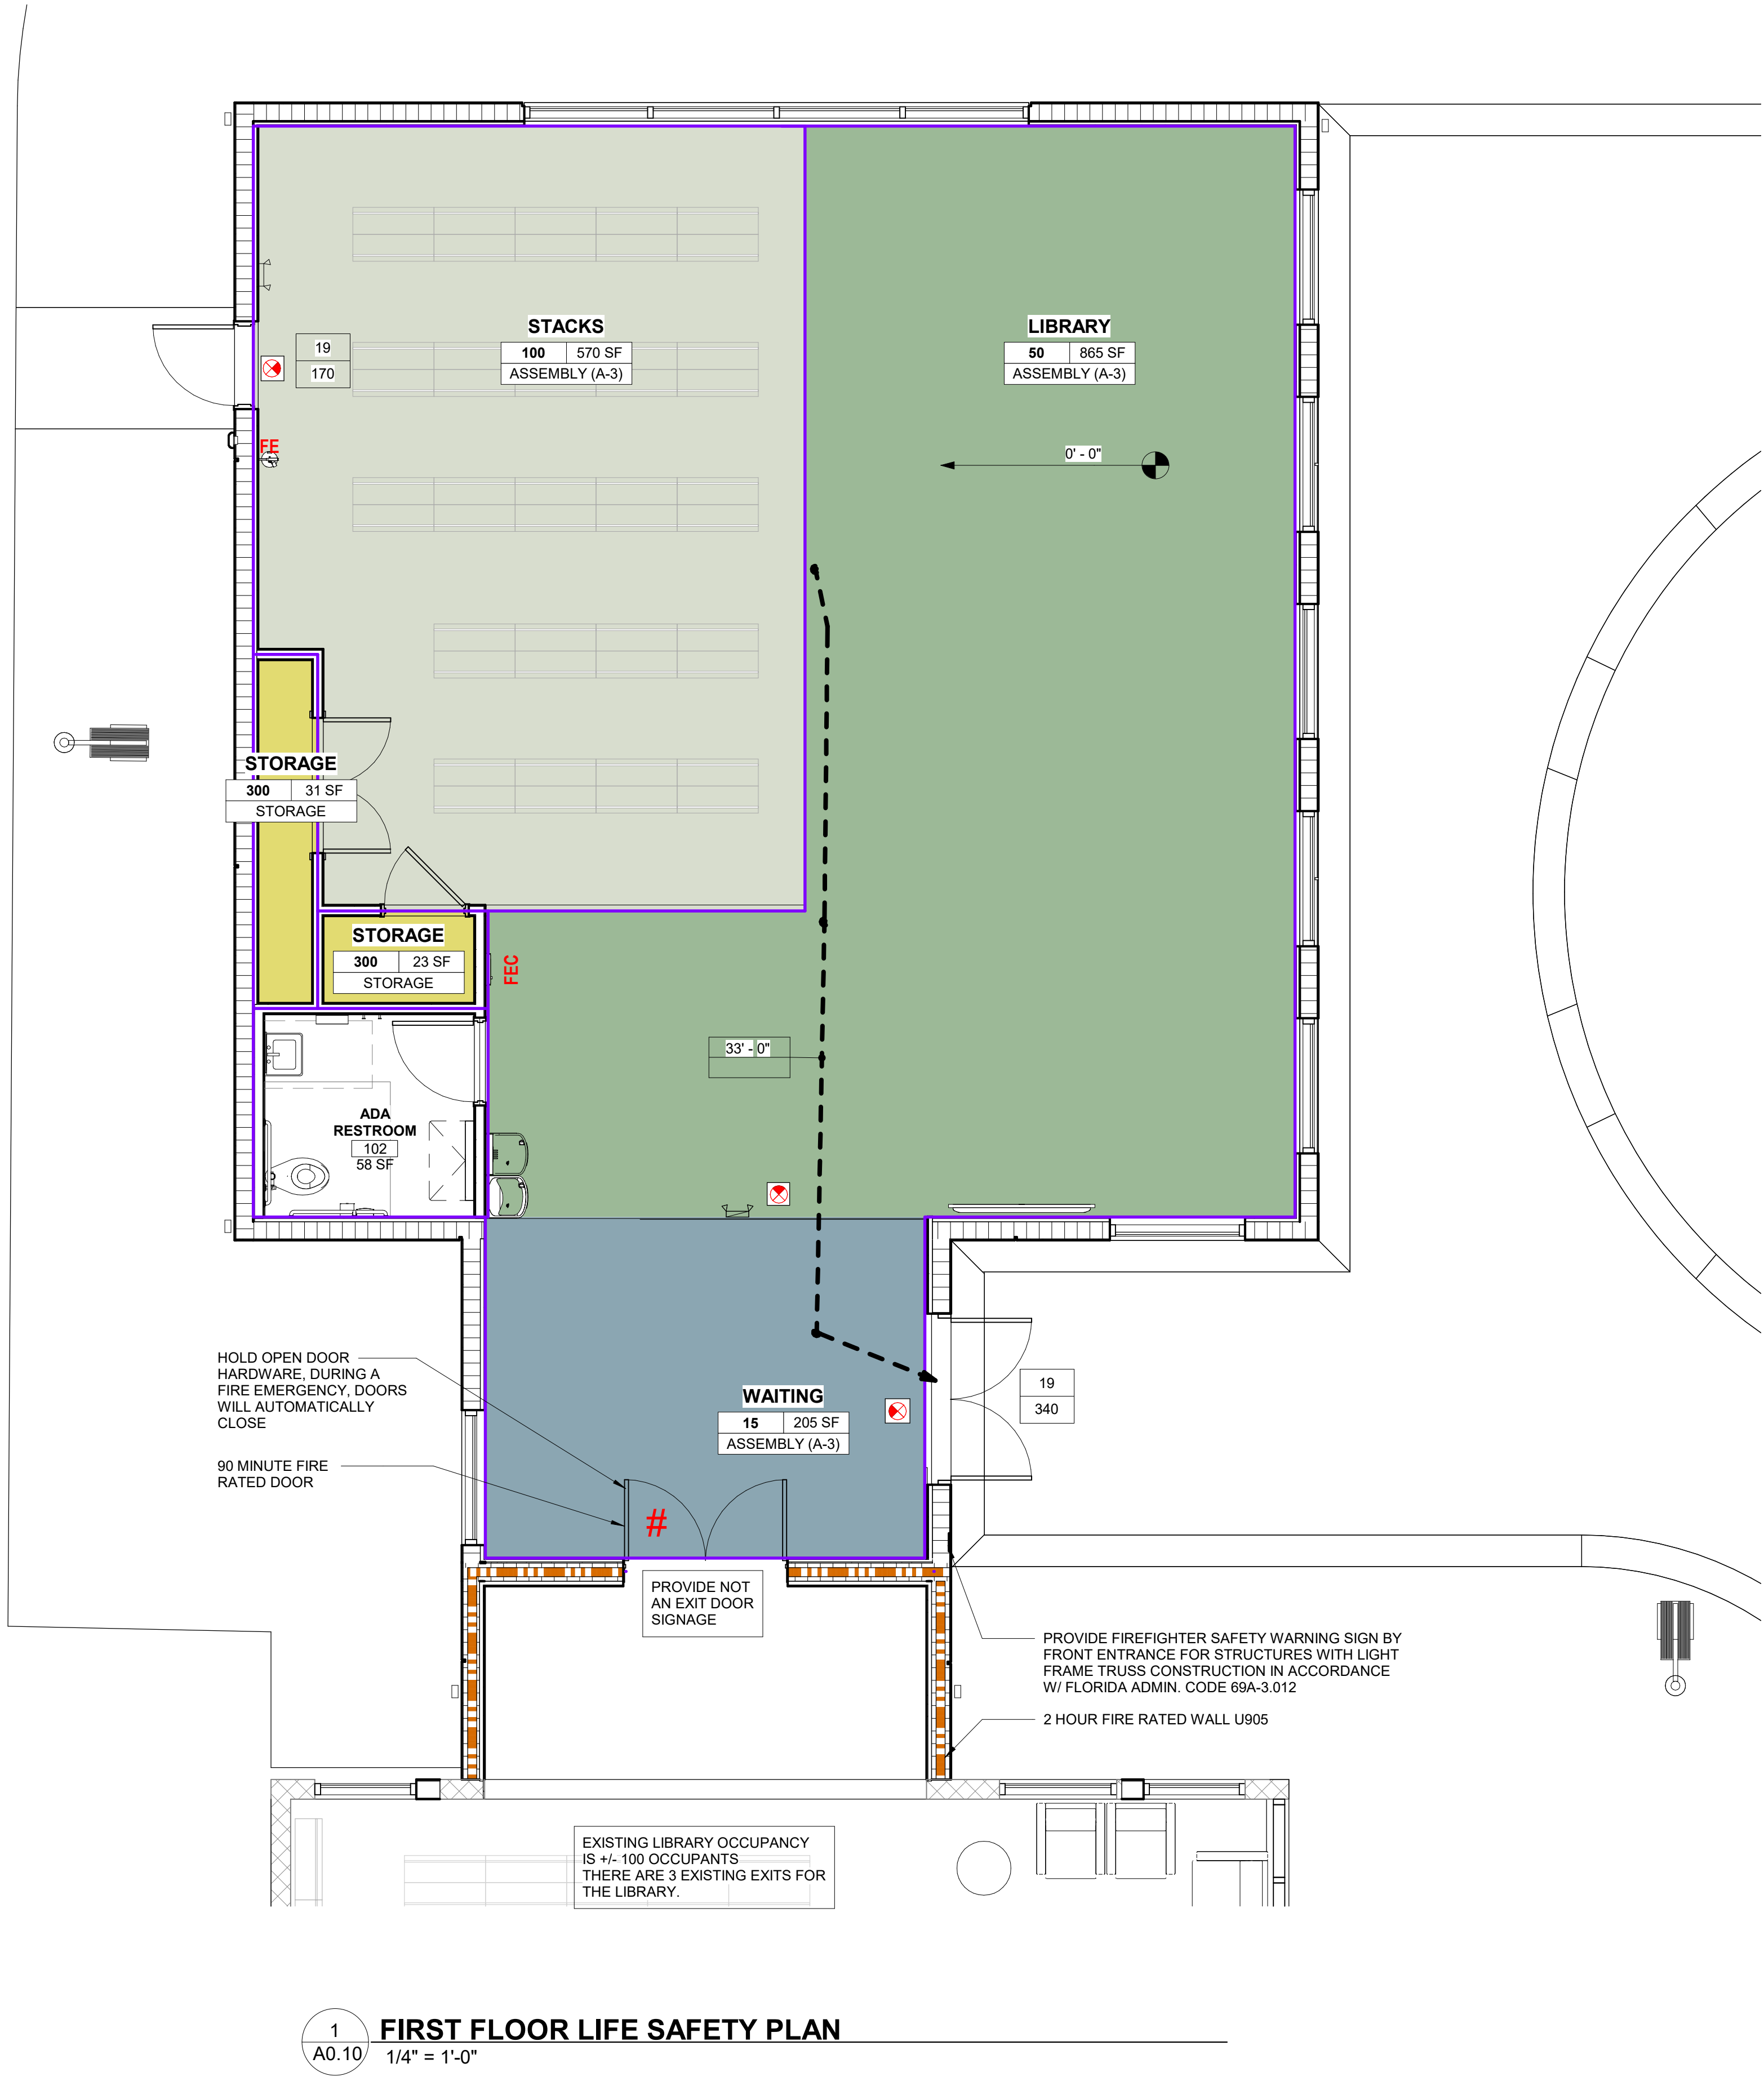 STACKS
100 570 SF
ASSEMBLY (A-3)
LIBRARY
50 865 SF
ASSEMBLY (A-3)
19
170
FE
0' - 0"
STORAGE
300 31 SF
STORAGE
STORAGE
300 23 SF
STORAGE
FEC
33' - 0"
ADA
RESTROOM
102
58 SF
HOLD OPEN DOOR
HARDWARE, DURING A
FIRE EMERGENCY, DOORS
WILL AUTOMATICALLY
CLOSE
90 MINUTE FIRE
RATED DOOR
WAITING
15 205 SF
ASSEMBLY (A-3)
19
340
#
PROVIDE NOT
AN EXIT DOOR
SIGNAGE
PROVIDE FIREFIGHTER SAFETY WARNING SIGN BY
FRONT ENTRANCE FOR STRUCTURES WITH LIGHT
FRAME TRUSS CONSTRUCTION IN ACCORDANCE
W/ FLORIDA ADMIN. CODE 69A-3.012
2 HOUR FIRE RATED WALL U905
EXISTING LIBRARY OCCUPANCY
IS +/- 100 OCCUPANTS
THERE ARE 3 EXISTING EXITS FOR
THE LIBRARY.
1
A0.10
FIRST FLOOR LIFE SAFETY PLAN
1/4" = 1'-0"